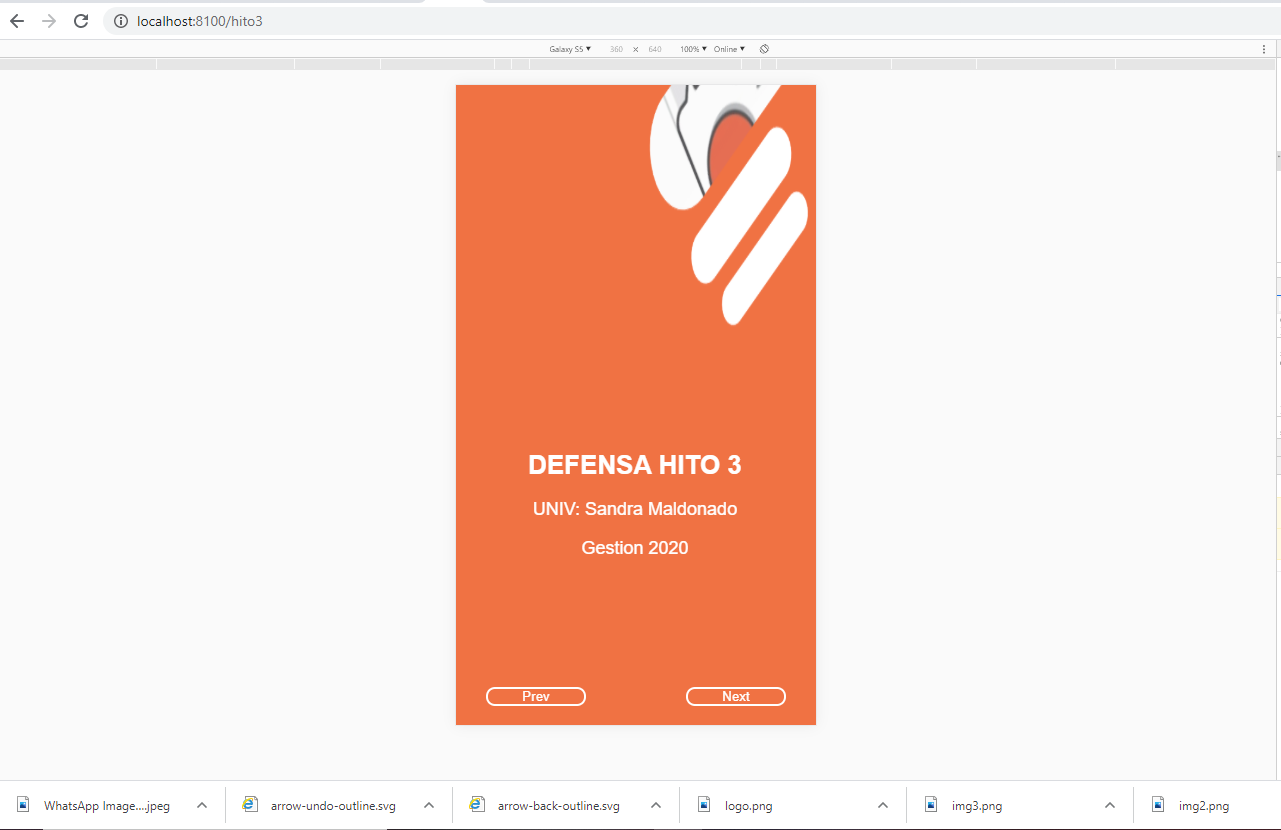 localhost:8100/hito3
Galaxy S5 ▼ 360 × 640 100% ▼ Online ▼
DEFENSA HITO 3
UNIV: Sandra Maldonado
Gestion 2020
Prev Next
WhatsApp Image....jpeg arrow-undo-outline.svg arrow-back-outline.svg logo.png img3.png img2.png